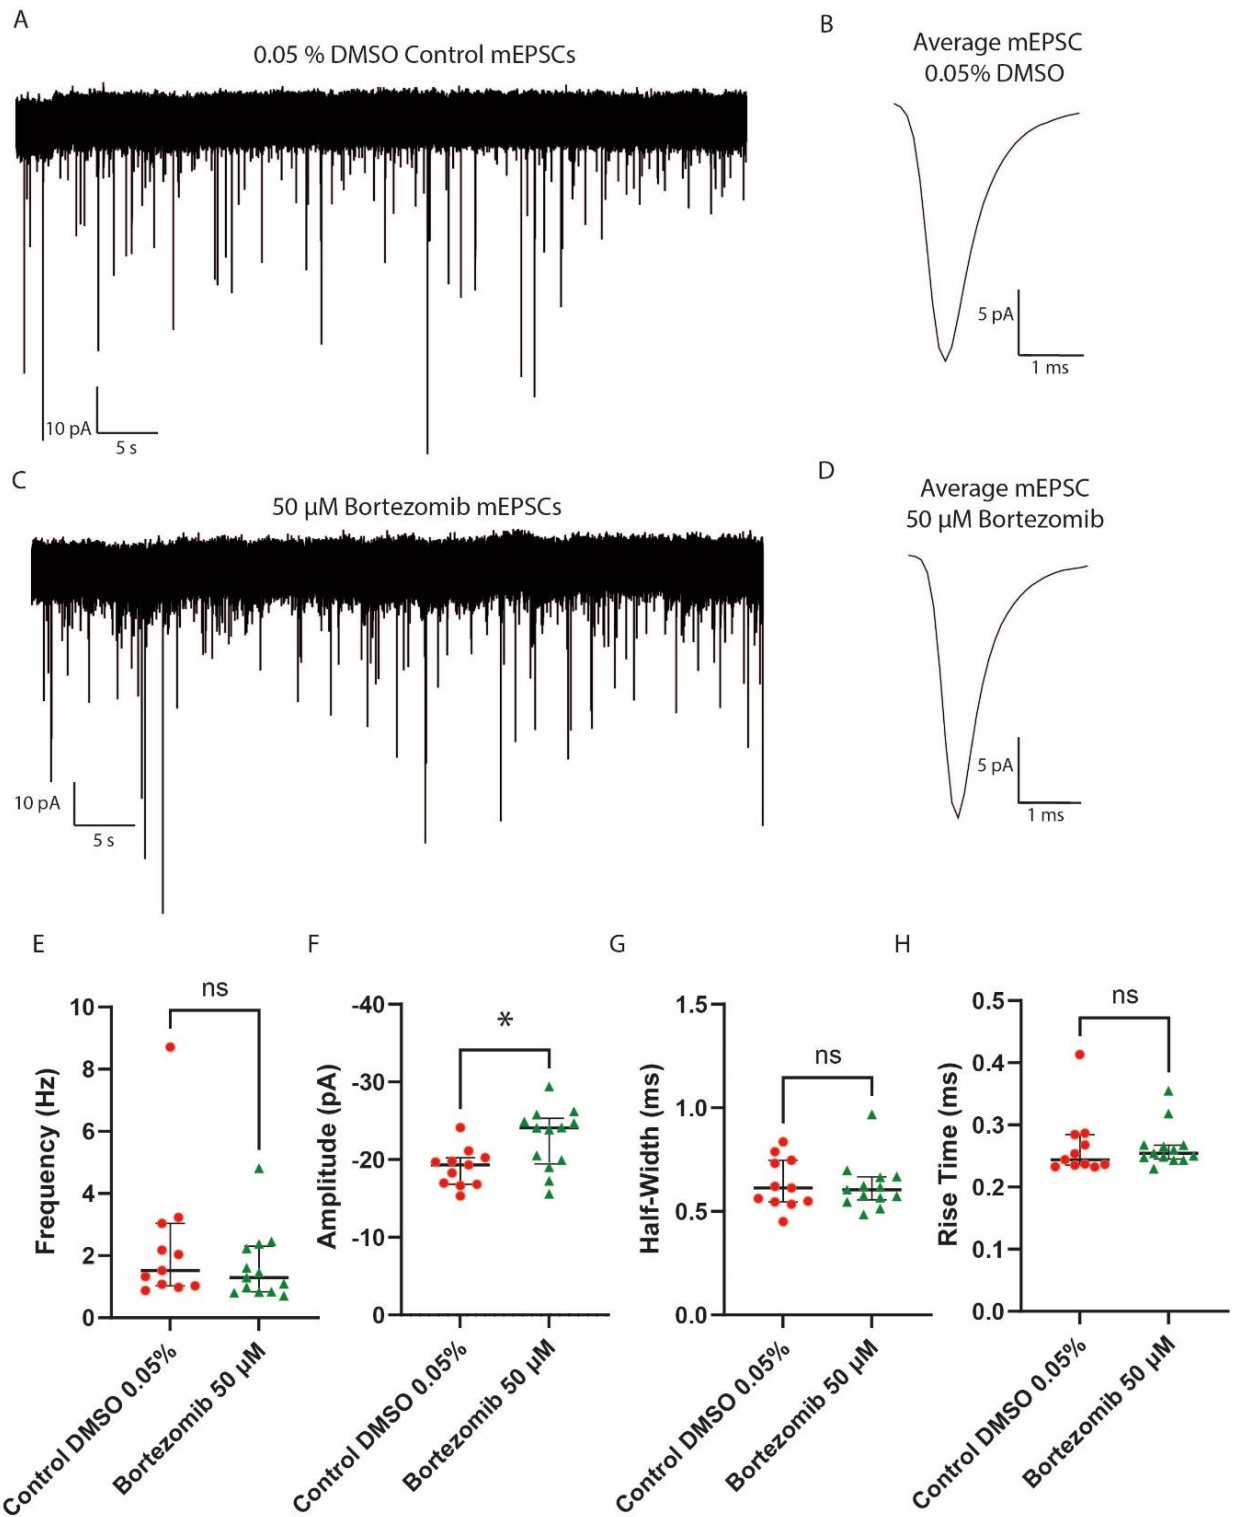 A
0.05 % DMSO Control mEPSCs
10 pA
5 s
B
Average mEPSC
0.05% DMSO
5 pA
1 ms
C
50 µM Bortezomib mEPSCs
10 pA
5 s
D
Average mEPSC
50 µM Bortezomib
5 pA
1 ms
E
ns
Frequency (Hz)
10
8
6
4
2
0
Control DMSO 0.05%
Bortezomib 50 µM
F
*
Amplitude (pA)
-40
-30
-20
-10
0
Control DMSO 0.05%
Bortezomib 50 µM
G
ns
Half-Width (ms)
1.5
1.0
0.5
0.0
Control DMSO 0.05%
Bortezomib 50 µM
H
ns
Rise Time (ms)
0.5
0.4
0.3
0.2
0.1
0.0
Control DMSO 0.05%
Bortezomib 50 µM